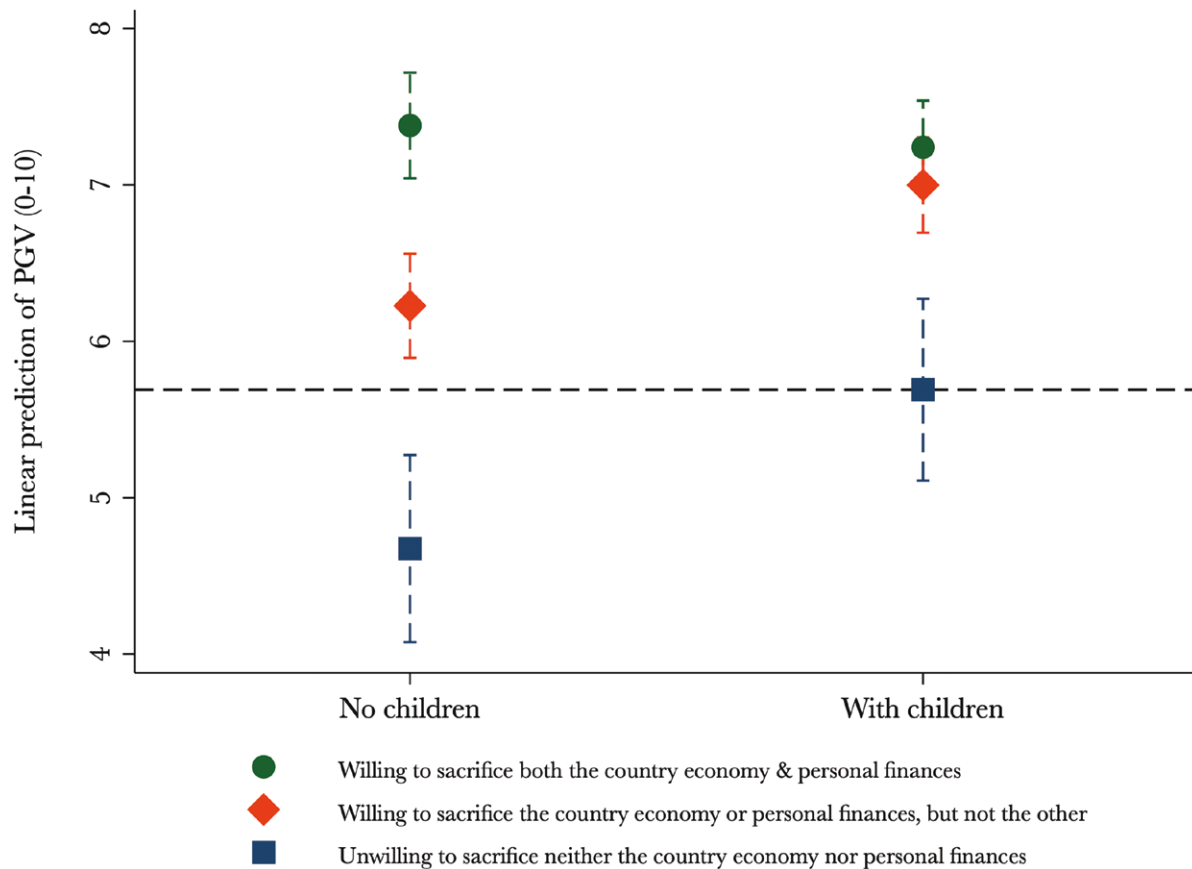 Linear prediction of PGV (0-10)
8
7
6
5
4
No children
With children
Willing to sacrifice both the country economy & personal finances
Willing to sacrifice the country economy or personal finances, but not the other
Unwilling to sacrifice neither the country economy nor personal finances